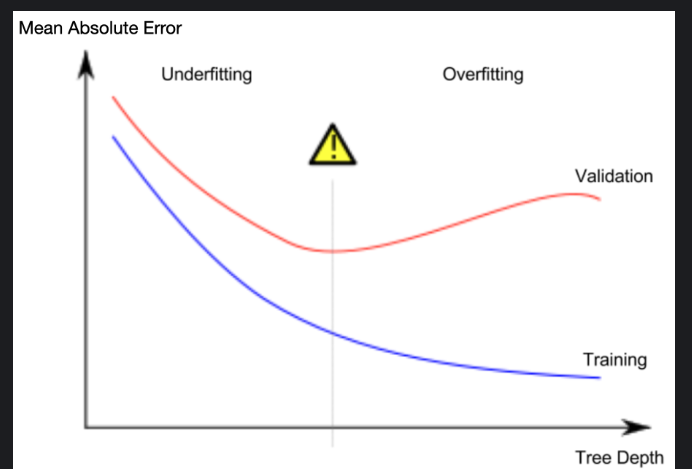 Mean Absolute Error
Underfitting
Overfitting
!
Validation
Training
Tree Depth